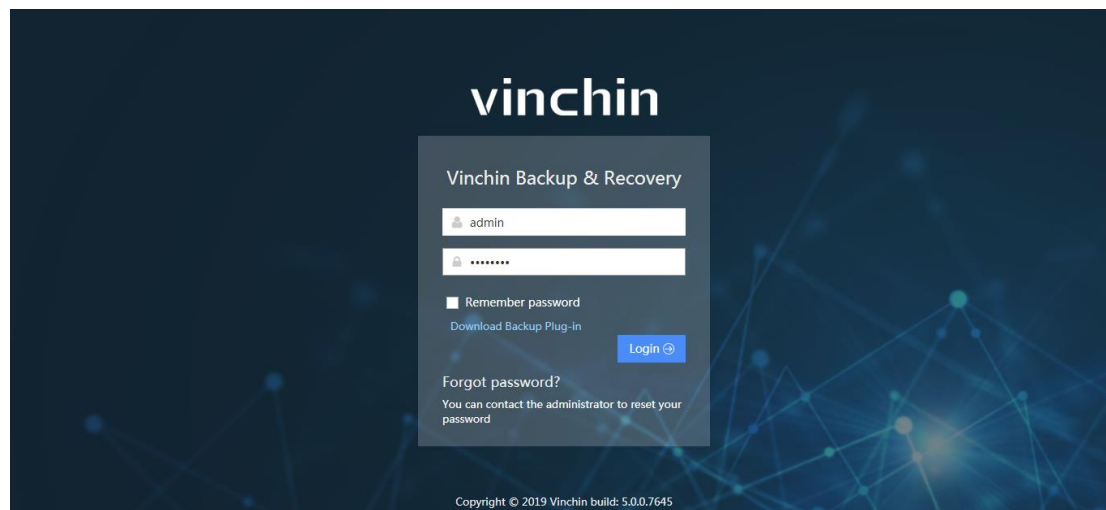 vinchin
Vinchin Backup & Recovery
admin
••••••••
Remember password
Download Backup Plug-in
Login
Forgot password?
You can contact the administrator to reset your
password
Copyright © 2019 Vinchin build: 5.0.0.7645